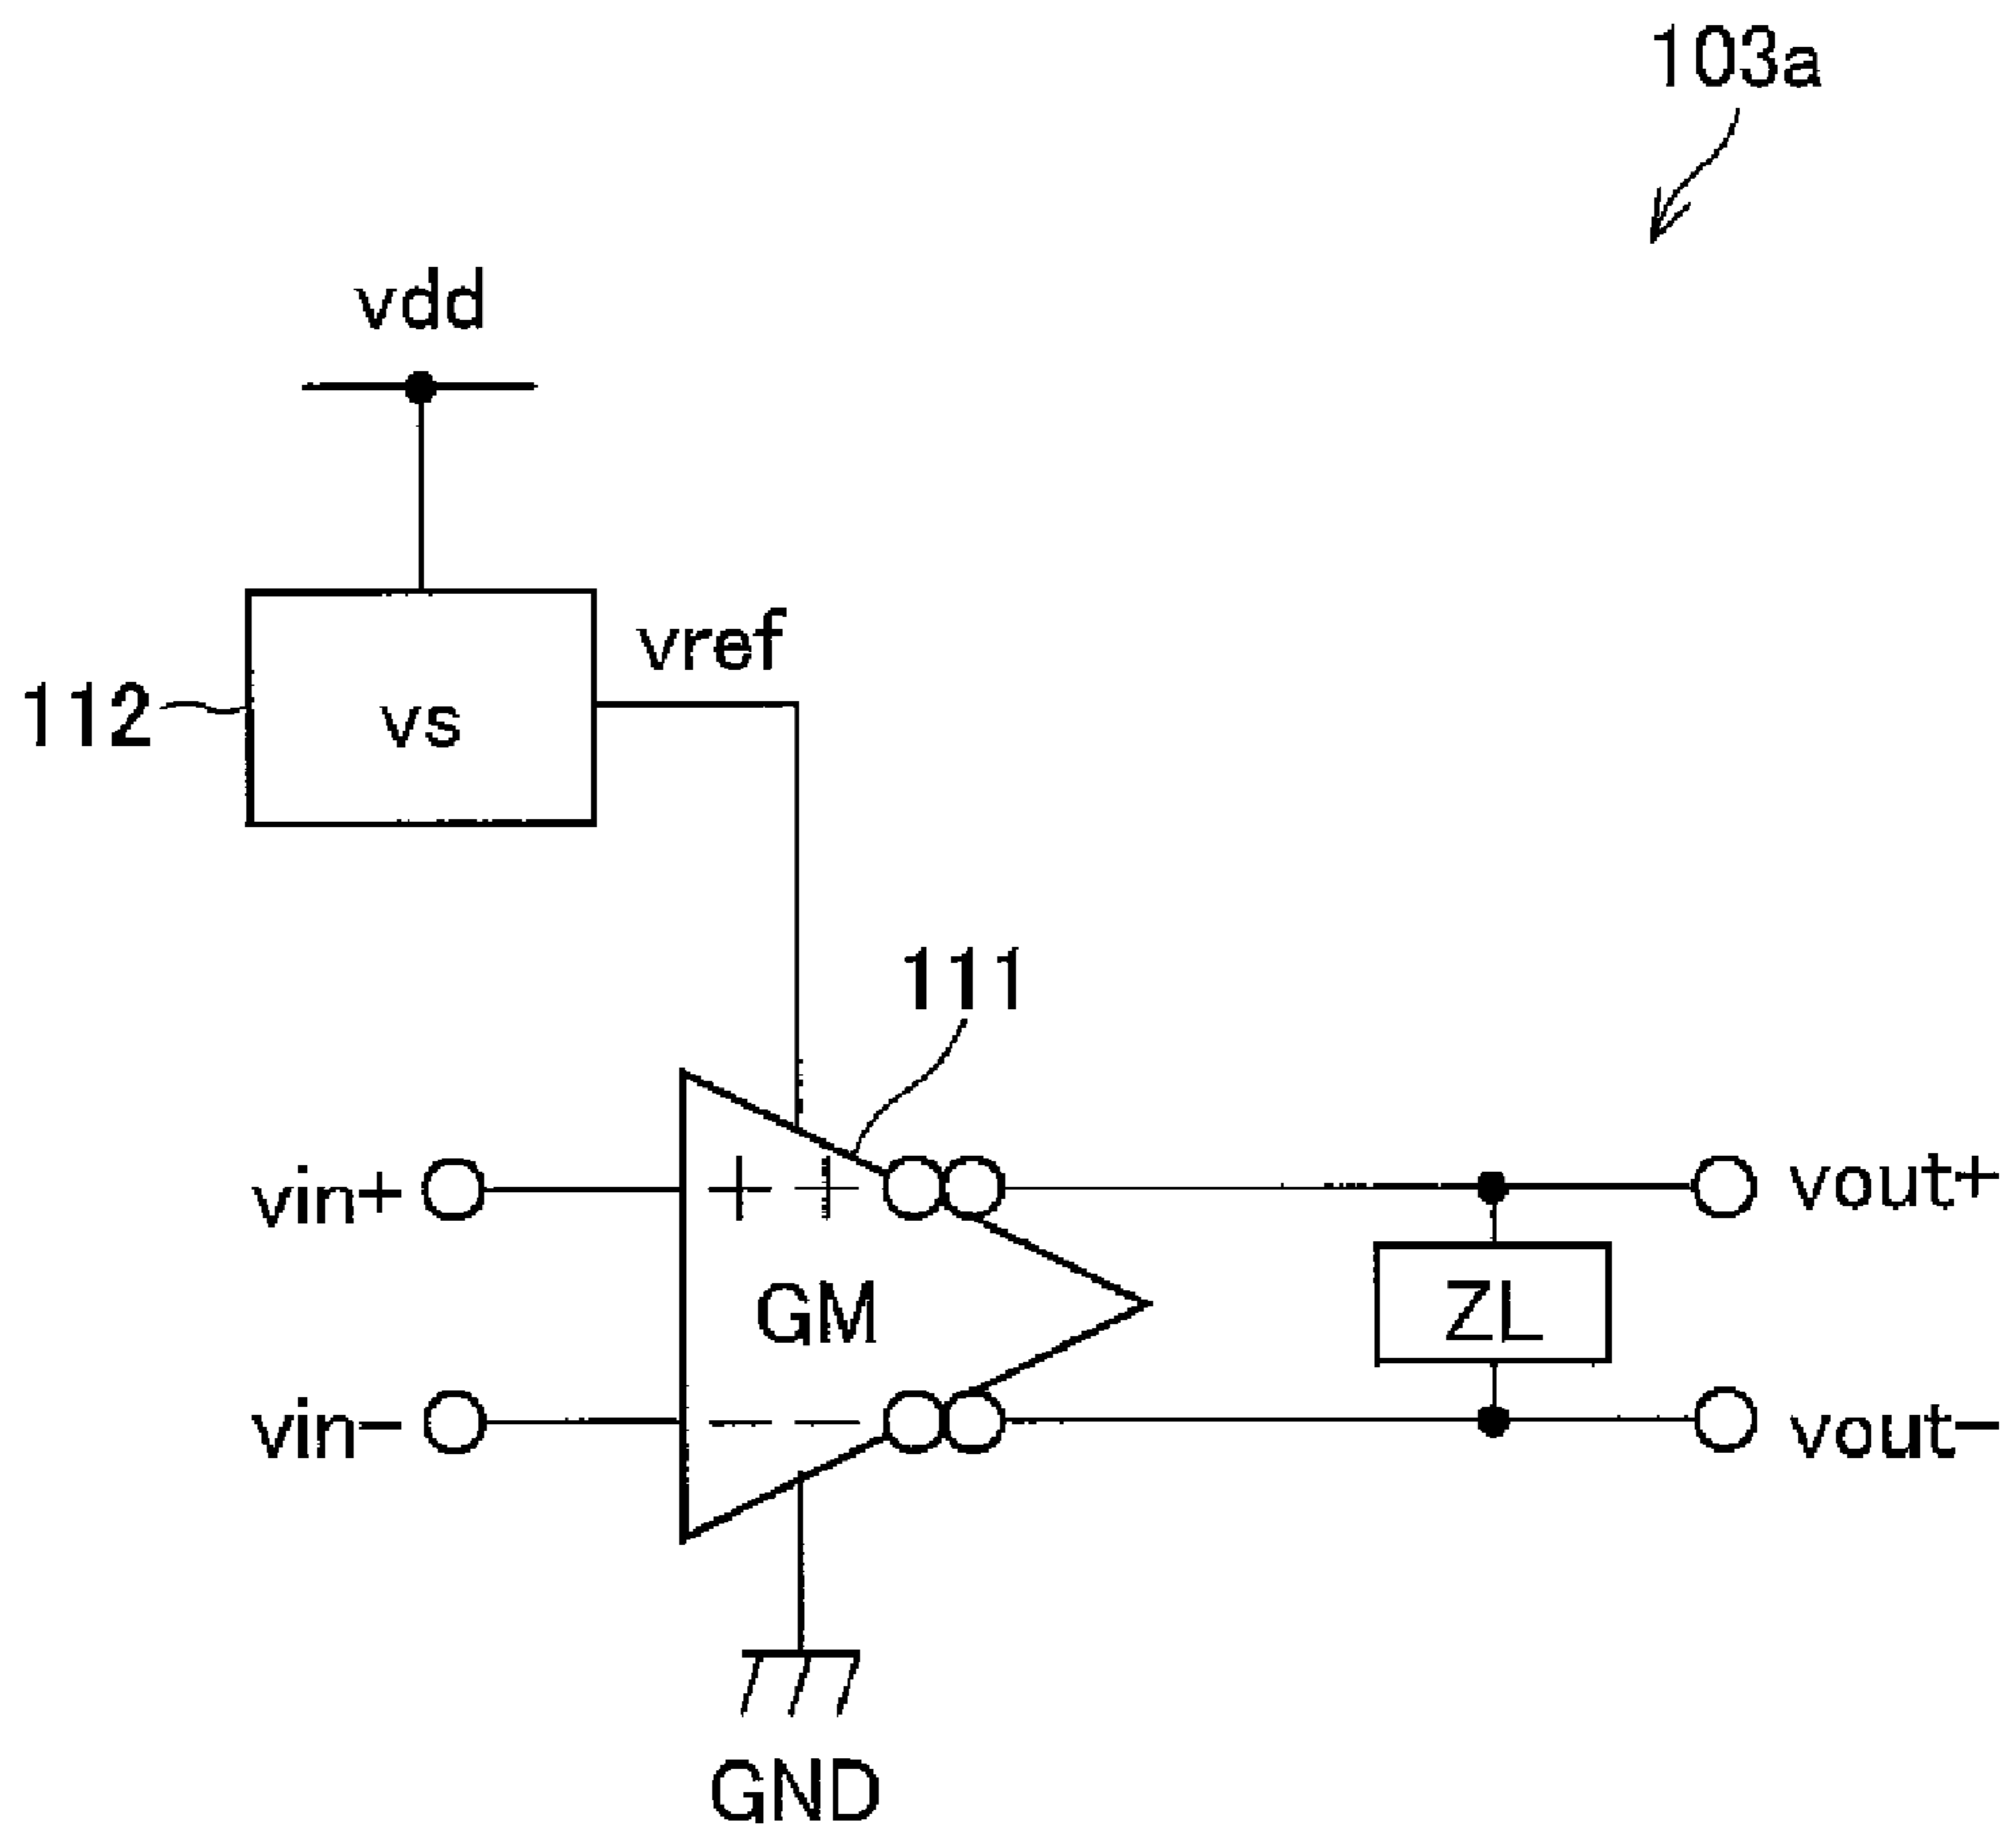 103a
vdd
vref
112
vs
111
vin+
+ +
vout+
GM
ZL
vin-
- -
vout-
GND